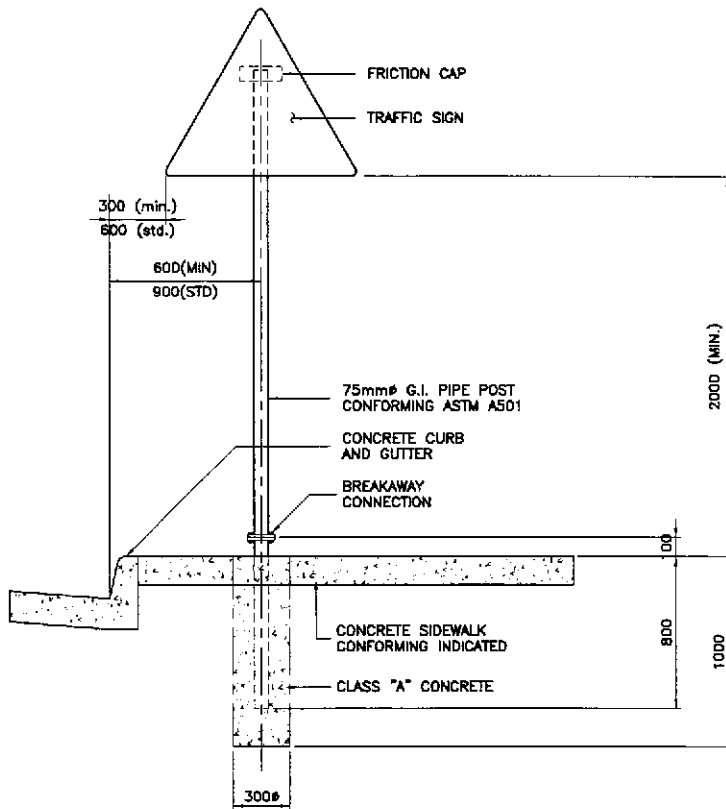 FRICTION CAP
TRAFFIC SIGN
300 (min.)
600 (std.)
600(MIN)
900(STD)
2000 (MIN.)
75mmø G.I. PIPE POST
CONFORMING ASTM A501
CONCRETE CURB
AND GUTTER
BREAKAWAY
CONNECTION
00
CONCRETE SIDEWALK
CONFORMING INDICATED
800
1000
CLASS "A" CONCRETE
300ø